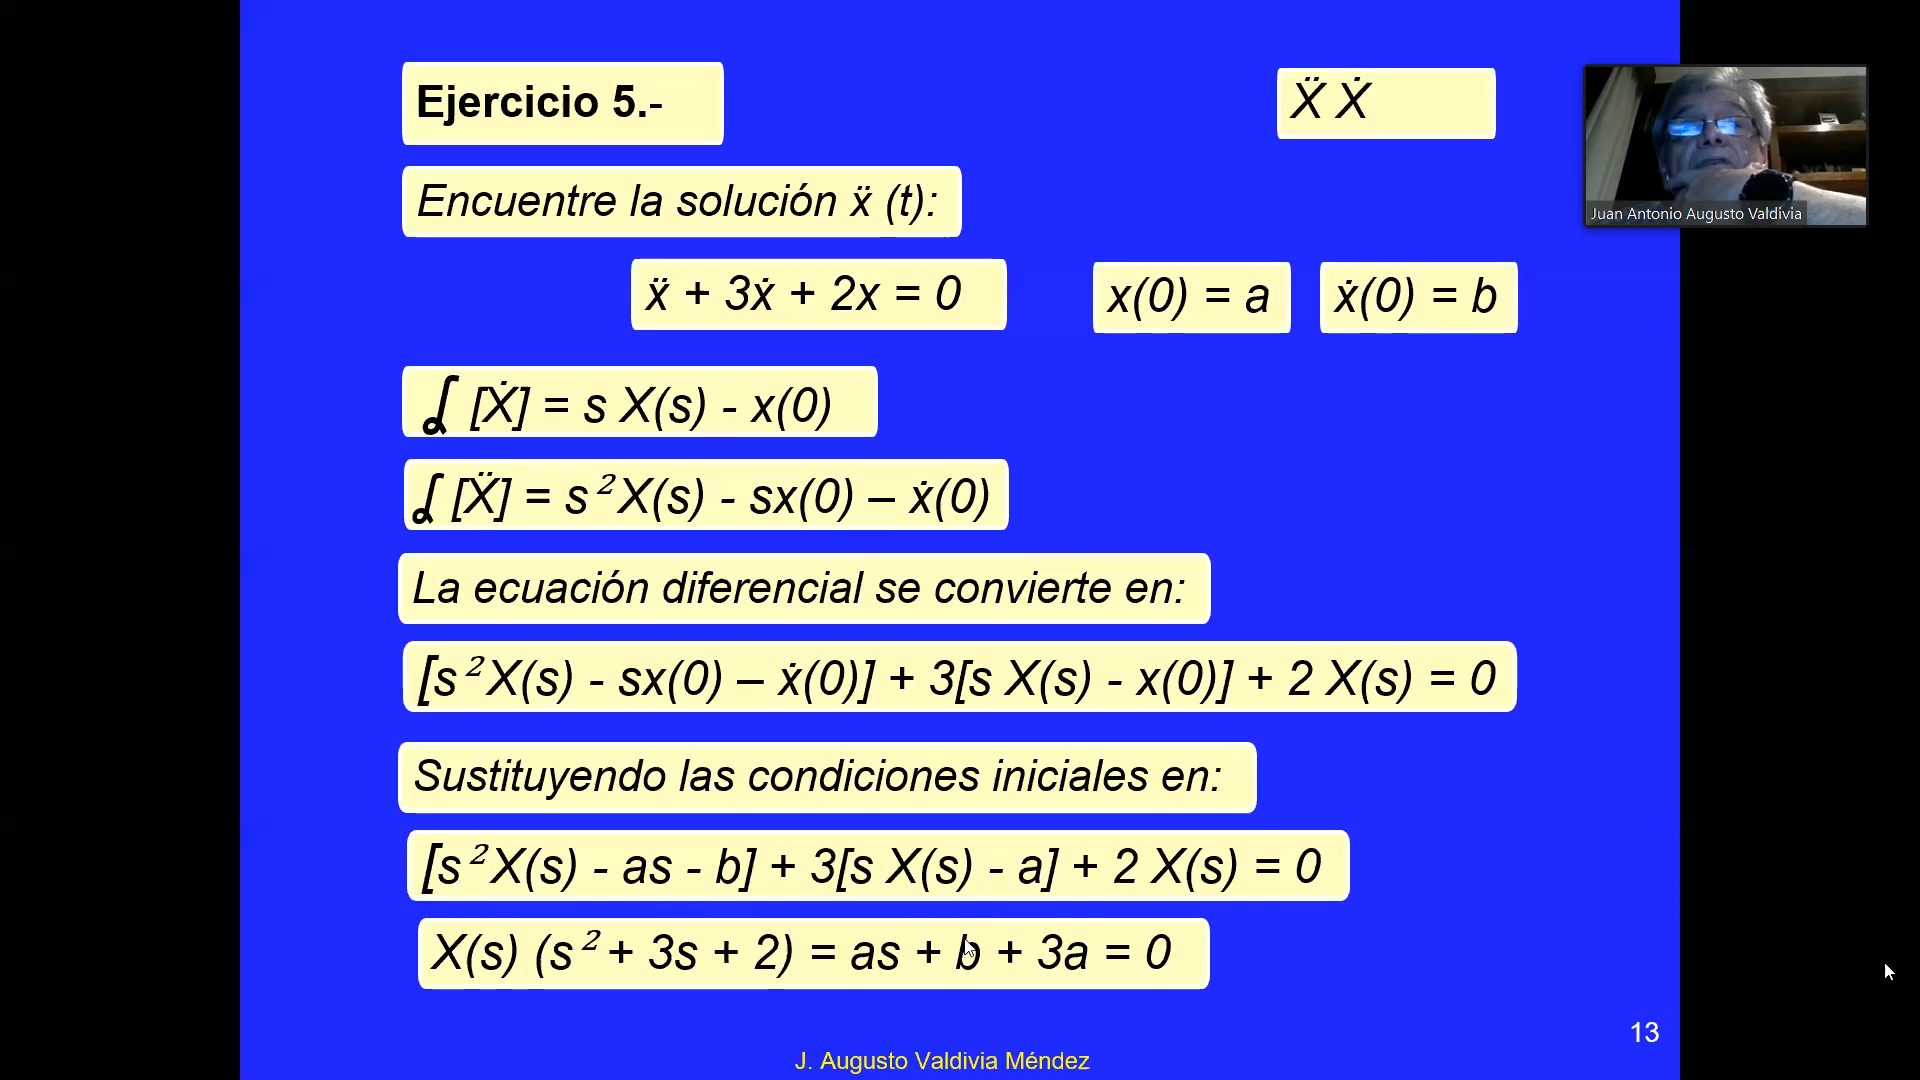 Ejercicio 5.-
Ẍ Ẋ
Juan Antonio Augusto Valdivia
Encuentre la solución ẍ (t):
ẍ + 3ẋ + 2x = 0
x(0) = a
ẋ(0) = b
[Ẋ] = s X(s) - x(0)
[Ẍ] = s²X(s) - sx(0) – ẋ(0)
La ecuación diferencial se convierte en:
[s²X(s) - sx(0) – ẋ(0)] + 3[s X(s) - x(0)] + 2 X(s) = 0
Sustituyendo las condiciones iniciales en:
[s²X(s) - as - b] + 3[s X(s) - a] + 2 X(s) = 0
X(s) (s²+ 3s + 2) = as + b + 3a = 0
13
J. Augusto Valdivia Méndez